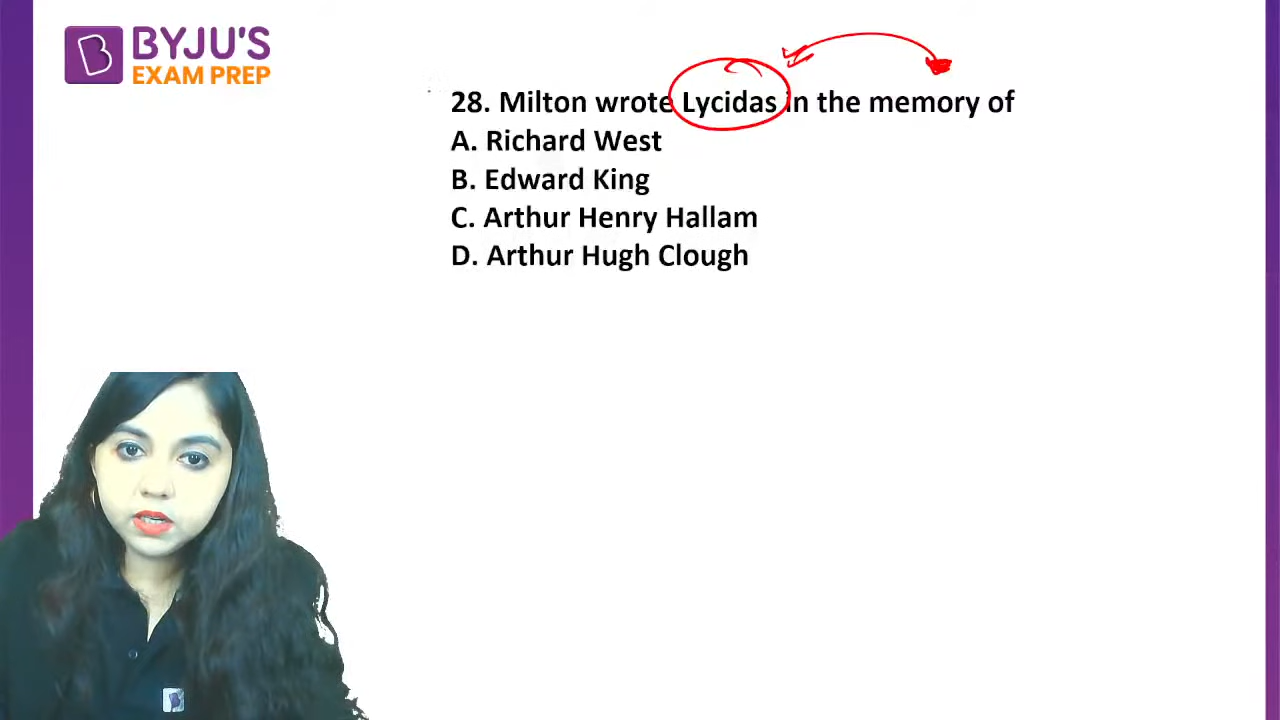 BYJU'S
EXAM PREP
28. Milton wrote Lycidas in the memory of
A. Richard West
B. Edward King
C. Arthur Henry Hallam
D. Arthur Hugh Clough